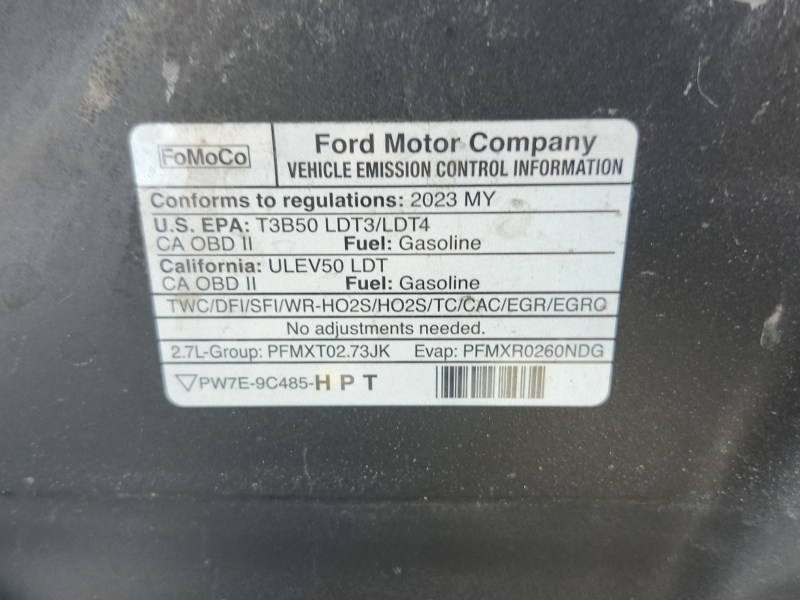 FoMoCo
Ford Motor Company
VEHICLE EMISSION CONTROL INFORMATION
Conforms to regulations: 2023 MY
U.S. EPA: T3B50 LDT3/LDT4
CA OBD II Fuel: Gasoline
California: ULEV50 LDT
CA OBD II Fuel: Gasoline
TWC/DFI/SFI/WR-HO2S/HO2S/TC/CAC/EGR/EGRC
No adjustments needed.
2.7L-Group: PFMXT02.73JK Evap: PFMXR0260NDG
▽PW7E-9C485-H P T